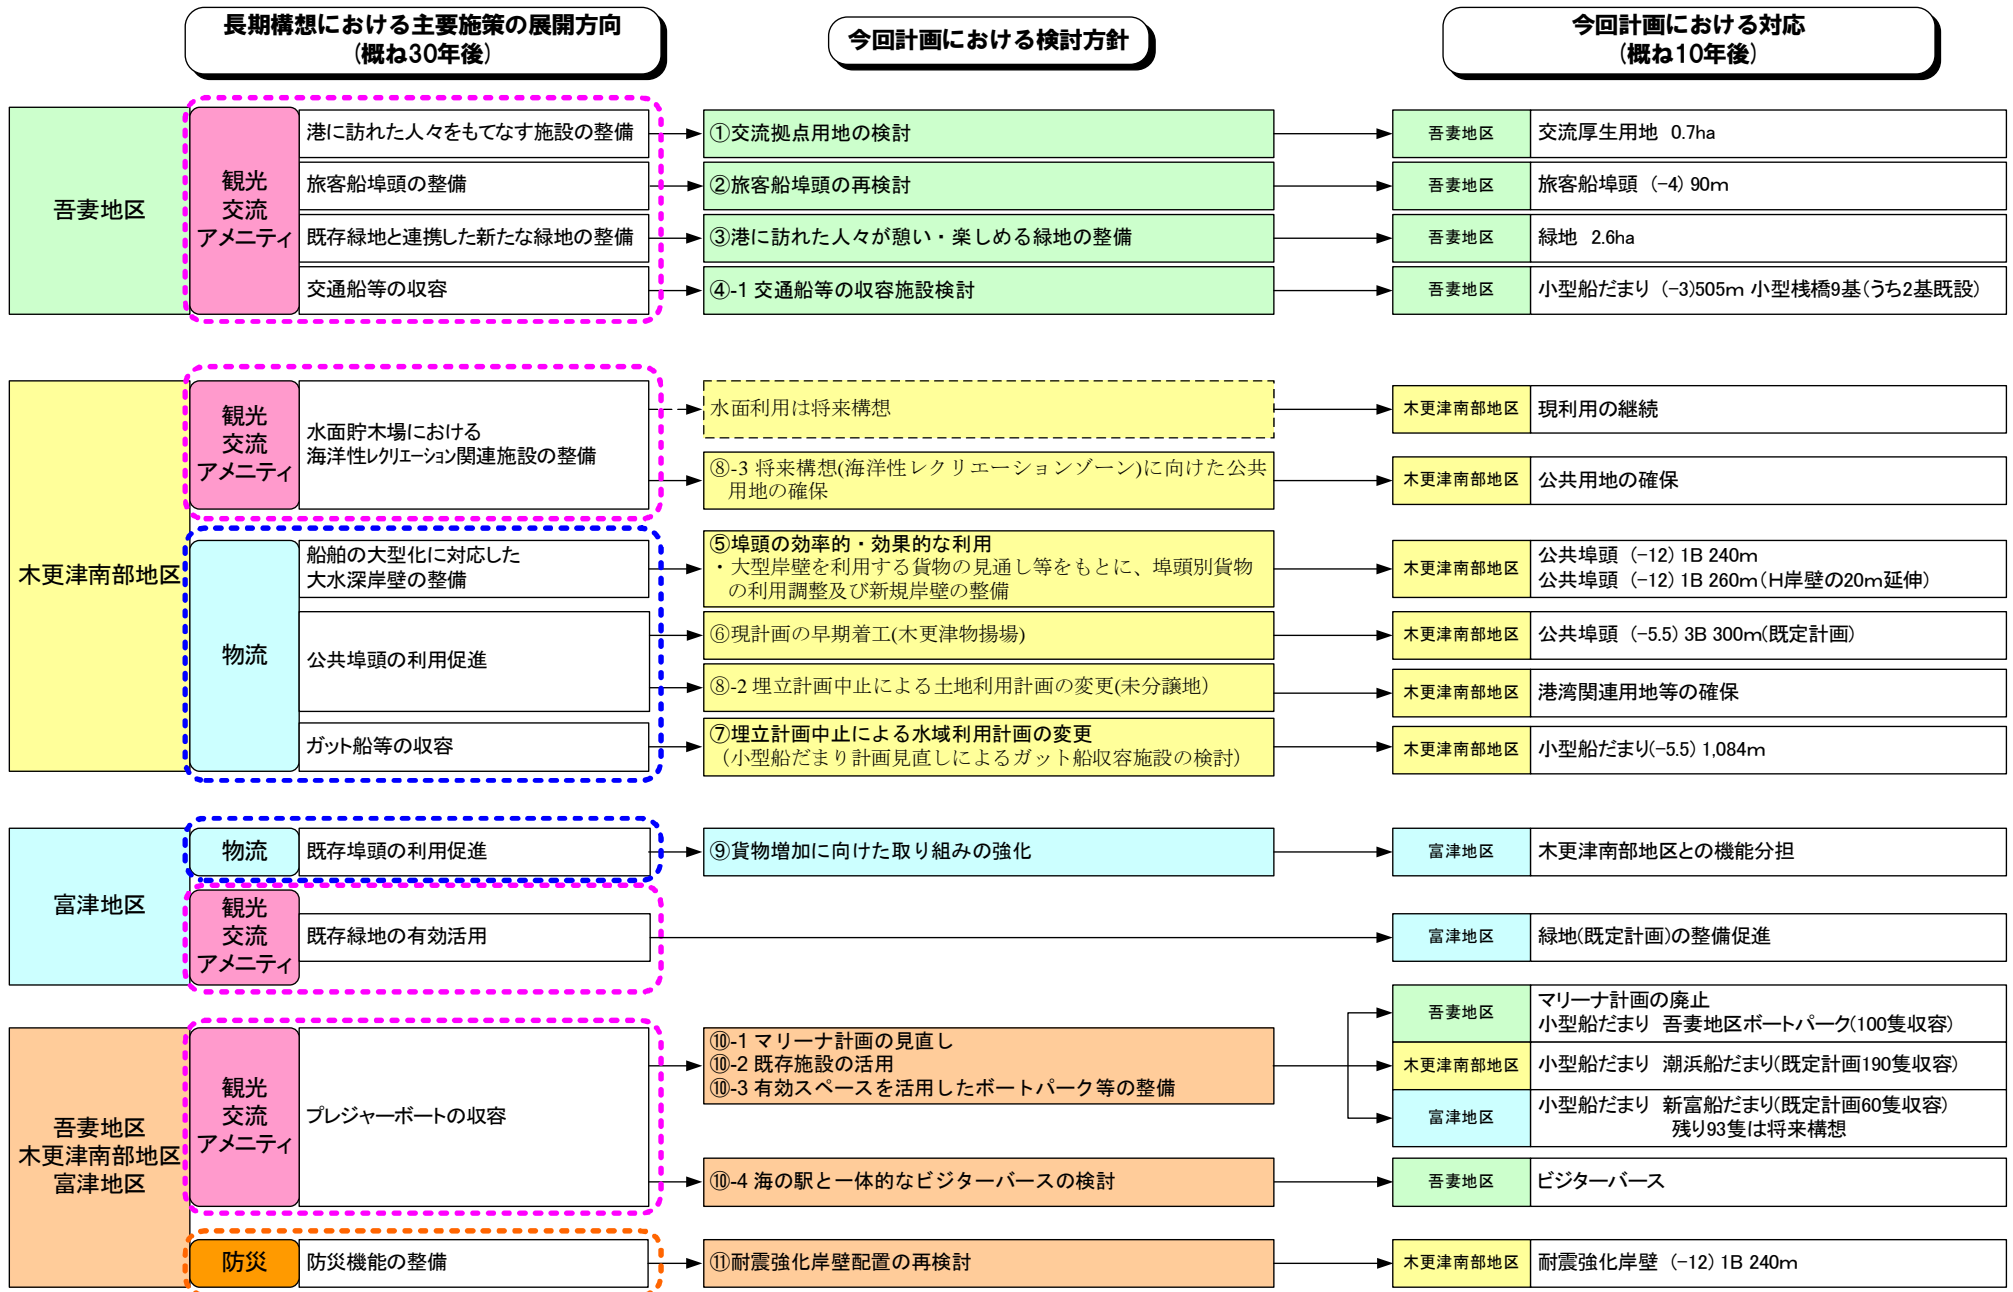 長期構想における主要施策の展開方向
(概ね30年後)
今回計画における検討方針
今回計画における対応
(概ね10年後)
吾妻地区
観光
交流
アメニティ
港に訪れた人々をもてなす施設の整備
①交流拠点用地の検討
吾妻地区
交流厚生用地 0.7ha
旅客船埠頭の整備
②旅客船埠頭の再検討
吾妻地区
旅客船埠頭 (-4) 90m
既存緑地と連携した新たな緑地の整備
③港に訪れた人々が憩い・楽しめる緑地の整備
吾妻地区
緑地 2.6ha
交通船等の収容
④-1 交通船等の収容施設検討
吾妻地区
小型船だまり (-3)505m 小型桟橋9基(うち2基既設)
木更津南部地区
観光
交流
アメニティ
水面貯木場における
海洋性レクリエーション関連施設の整備
水面利用は将来構想
木更津南部地区
現利用の継続
⑧-3 将来構想(海洋性レクリエーションゾーン)に向けた公共
用地の確保
木更津南部地区
公共用地の確保
物流
船舶の大型化に対応した
大水深岸壁の整備
⑤埠頭の効率的・効果的な利用
・大型岸壁を利用する貨物の見通し等をもとに、埠頭別貨物
の利用調整及び新規岸壁の整備
木更津南部地区
公共埠頭 (-12) 1B 240m
公共埠頭 (-12) 1B 260m(H岸壁の20m延伸)
公共埠頭の利用促進
⑥現計画の早期着工(木更津物揚場)
木更津南部地区
公共埠頭 (-5.5) 3B 300m(既定計画)
⑧-2 埋立計画中止による土地利用計画の変更(未分譲地)
木更津南部地区
港湾関連用地等の確保
ガット船等の収容
⑦埋立計画中止による水域利用計画の変更
(小型船だまり計画見直しによるガット船収容施設の検討)
木更津南部地区
小型船だまり(-5.5) 1,084m
富津地区
物流
既存埠頭の利用促進
⑨貨物増加に向けた取り組みの強化
富津地区
木更津南部地区との機能分担
観光
交流
アメニティ
既存緑地の有効活用
富津地区
緑地(既定計画)の整備促進
吾妻地区
木更津南部地区
富津地区
観光
交流
アメニティ
プレジャーボートの収容
⑩-1 マリーナ計画の見直し
⑩-2 既存施設の活用
⑩-3 有効スペースを活用したボートパーク等の整備
吾妻地区
マリーナ計画の廃止
小型船だまり 吾妻地区ボートパーク(100隻収容)
木更津南部地区
小型船だまり 潮浜船だまり(既定計画190隻収容)
富津地区
小型船だまり 新富船だまり(既定計画60隻収容)
残り93隻は将来構想
⑩-4 海の駅と一体的なビジターバースの検討
吾妻地区
ビジターバース
防災
防災機能の整備
⑪耐震強化岸壁配置の再検討
木更津南部地区
耐震強化岸壁 (-12) 1B 240m